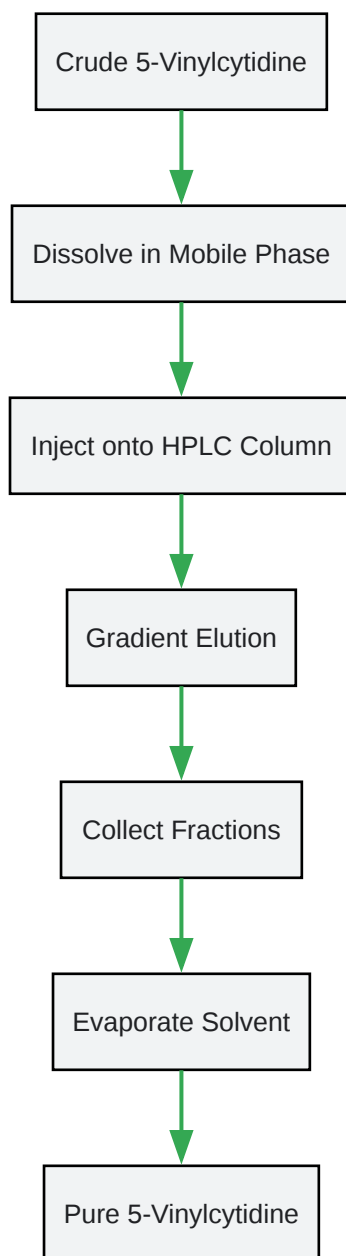 Crude 5-Vinylcytidine
Dissolve in Mobile Phase
Inject onto HPLC Column
Gradient Elution
Collect Fractions
Evaporate Solvent
Pure 5-Vinylcytidine